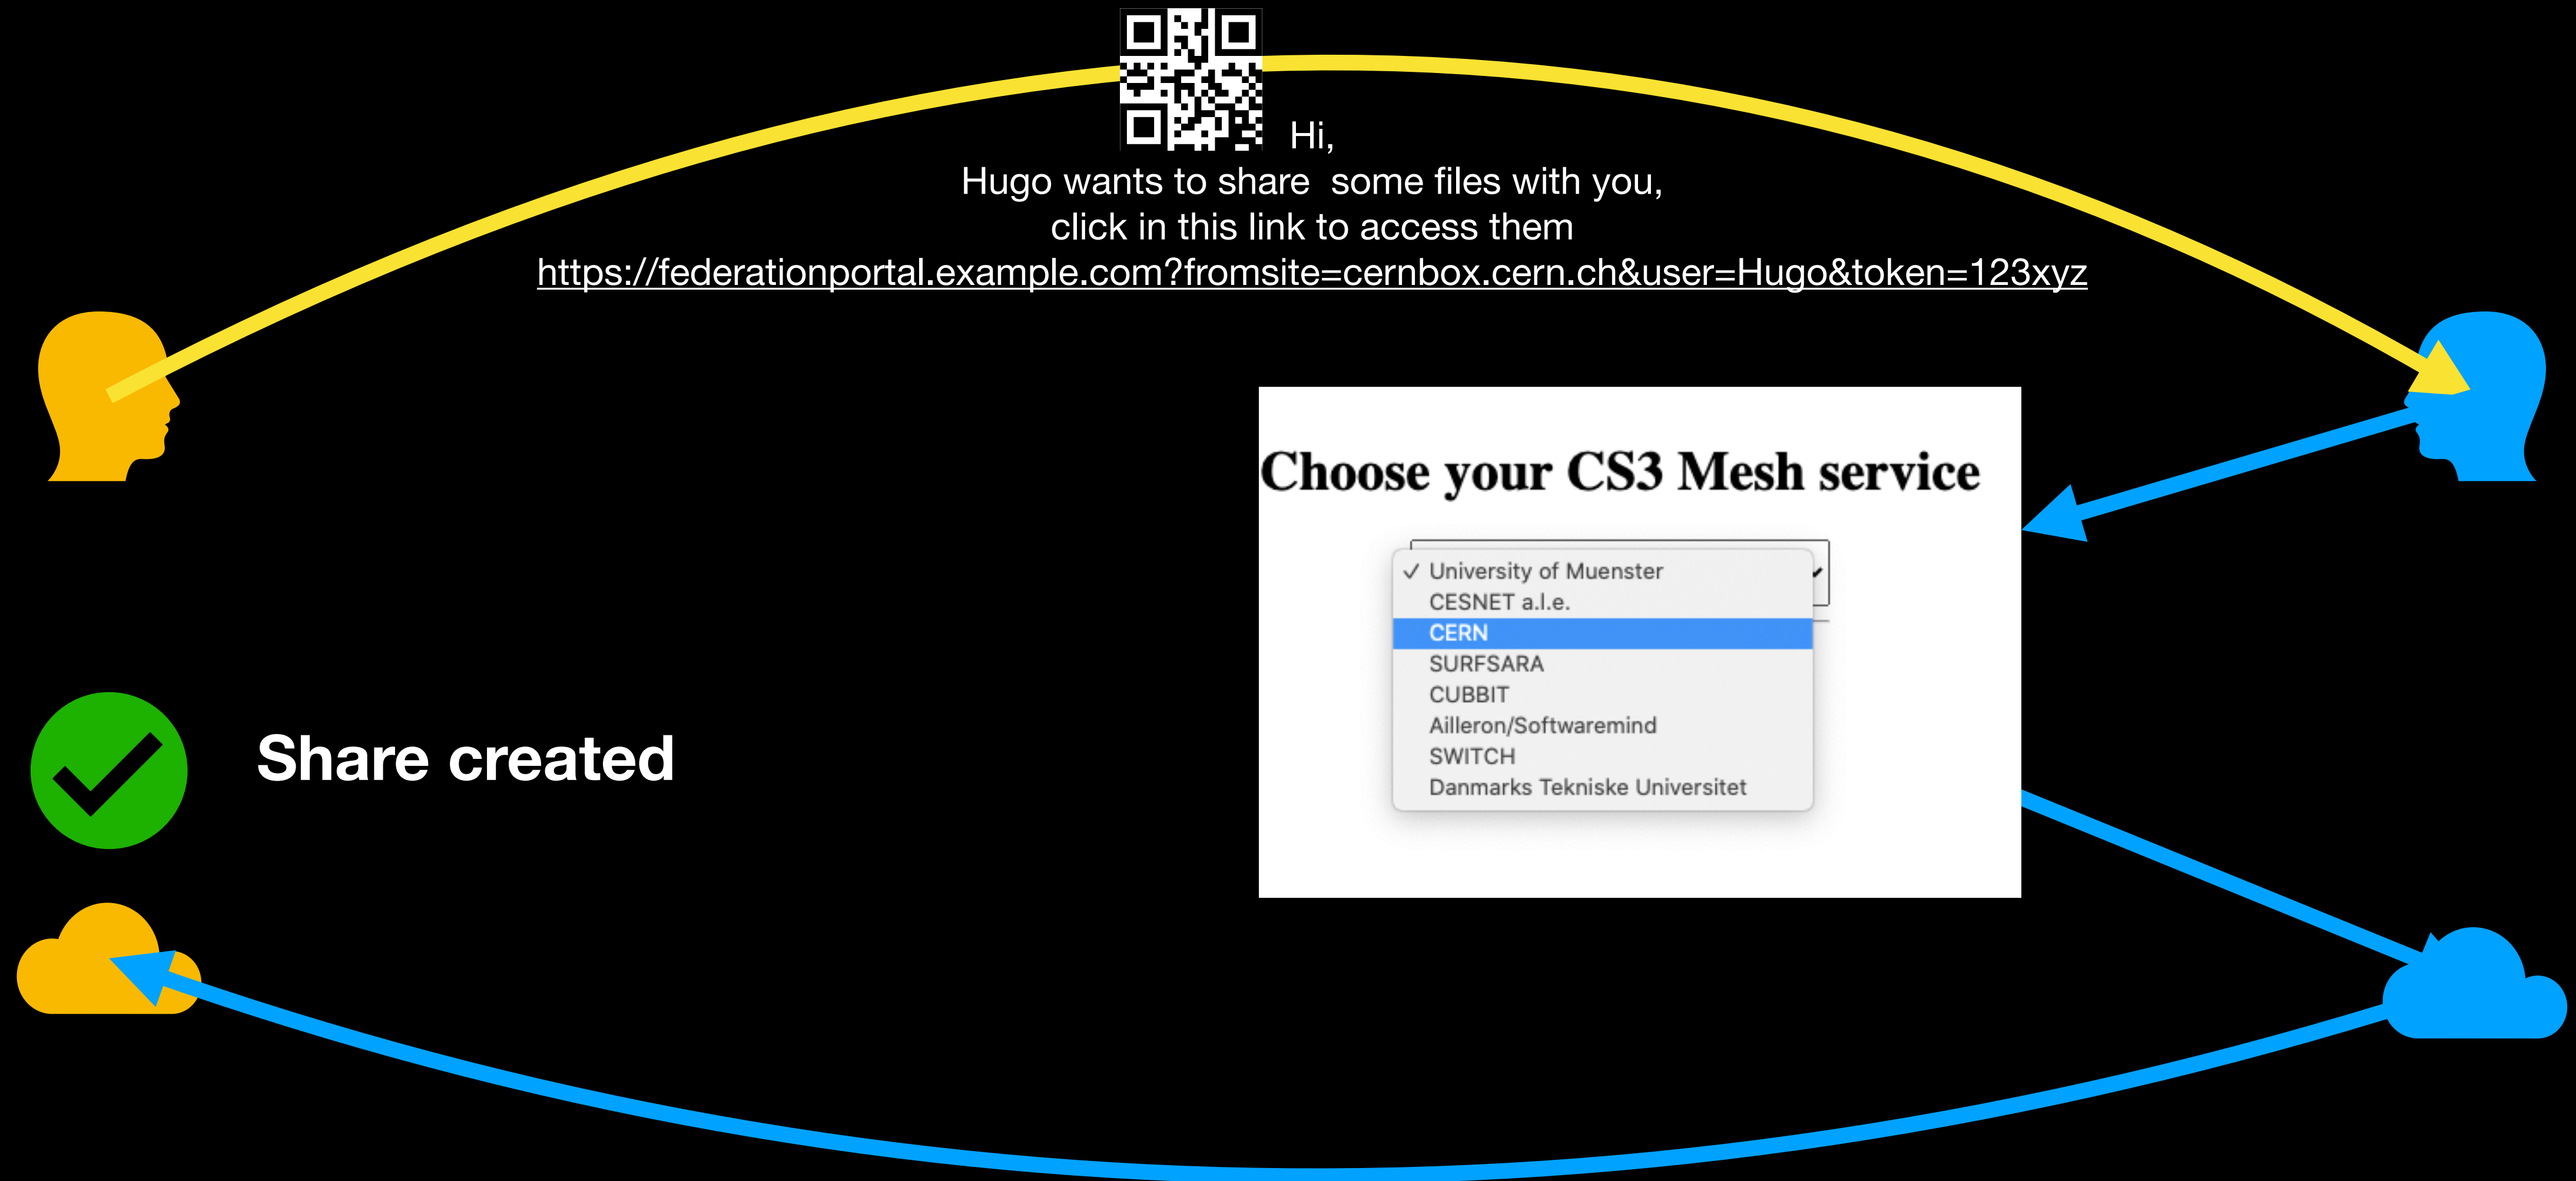 Hi,
Hugo wants to share  some files with you,
click in this link to access them
https://federationportal.example.com?fromsite=cernbox.cern.ch&user=Hugo&token=123xyz
Choose your CS3 Mesh service
✓ University of Muenster
CESNET a.l.e.
CERN
SURFSARA
CUBBIT
Ailleron/Softwaremind
SWITCH
Danmarks Tekniske Universitet
Share created